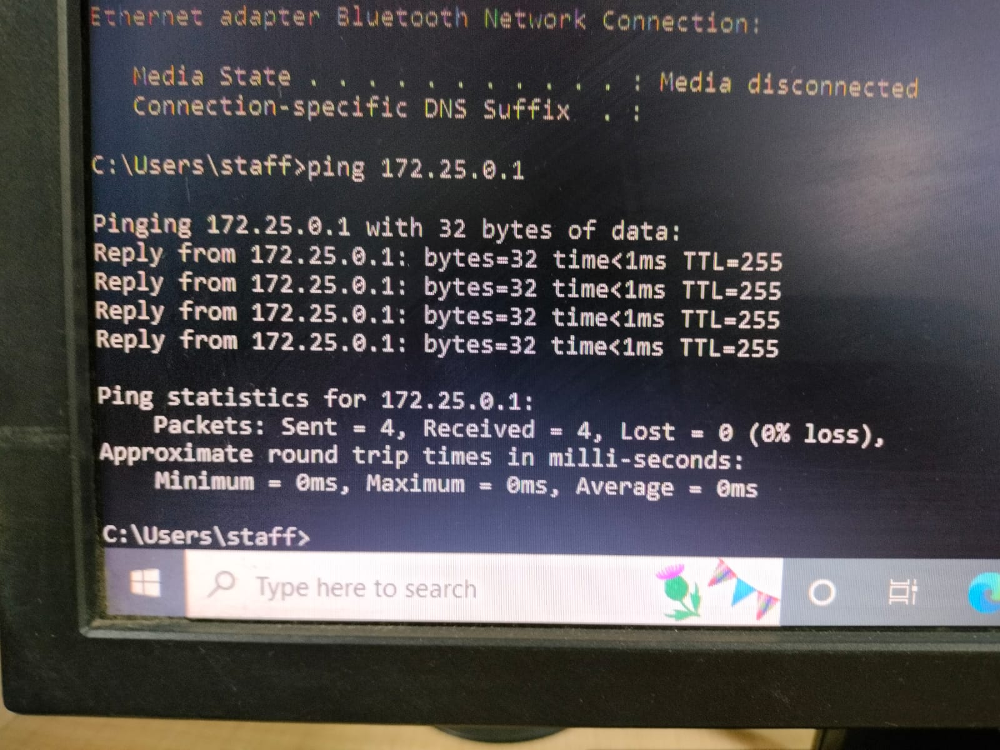 Ethernet adapter Bluetooth Network Connection:
Media State . . . . . . . . . . . : Media disconnected
Connection-specific DNS Suffix  . :
C:\Users\staff>ping 172.25.0.1
Pinging 172.25.0.1 with 32 bytes of data:
Reply from 172.25.0.1: bytes=32 time<1ms TTL=255
Reply from 172.25.0.1: bytes=32 time<1ms TTL=255
Reply from 172.25.0.1: bytes=32 time<1ms TTL=255
Reply from 172.25.0.1: bytes=32 time<1ms TTL=255
Ping statistics for 172.25.0.1:
Packets: Sent = 4, Received = 4, Lost = 0 (0% loss),
Approximate round trip times in milli-seconds:
Minimum = 0ms, Maximum = 0ms, Average = 0ms
C:\Users\staff>
Type here to search